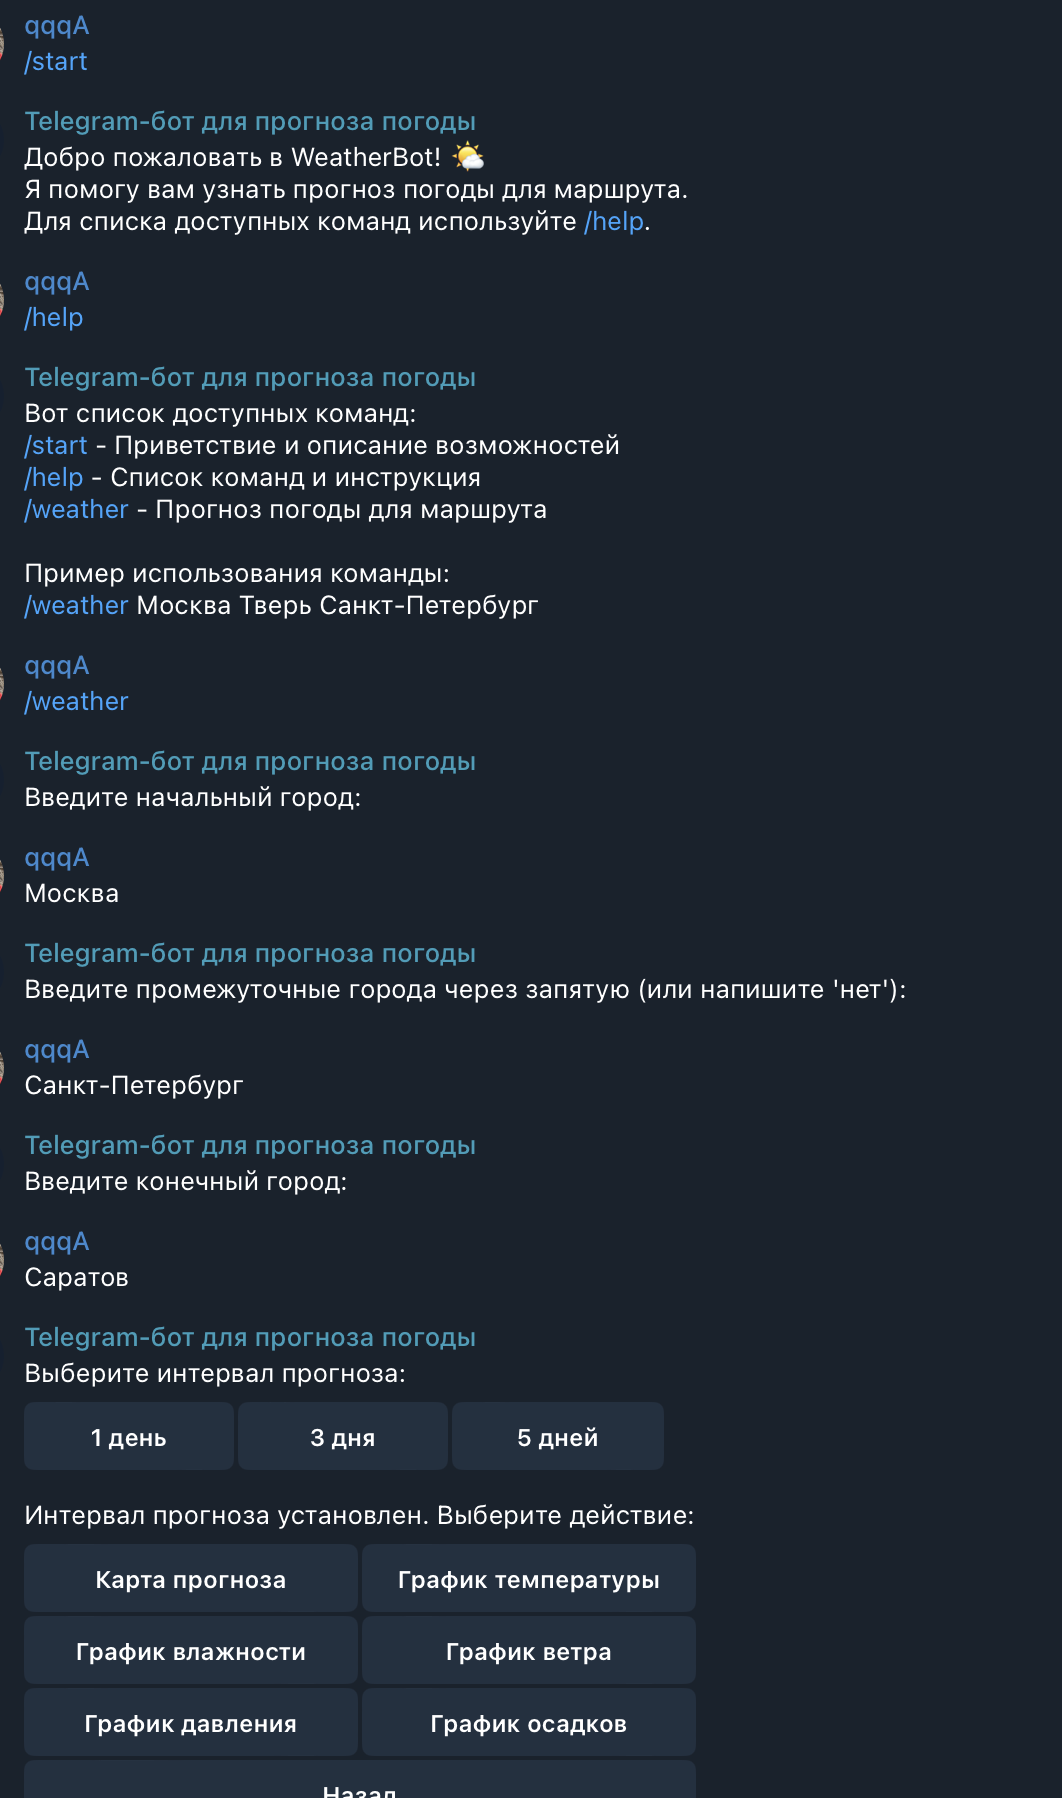 qqqA
/start
Telegram-бот для прогноза погоды
Добро пожаловать в WeatherBot! 🌤
Я помогу вам узнать прогноз погоды для маршрута.
Для списка доступных команд используйте /help.
qqqA
/help
Telegram-бот для прогноза погоды
Вот список доступных команд:
/start - Приветствие и описание возможностей
/help - Список команд и инструкция
/weather - Прогноз погоды для маршрута
Пример использования команды:
/weather Москва Тверь Санкт-Петербург
qqqA
/weather
Telegram-бот для прогноза погоды
Введите начальный город:
qqqA
Москва
Telegram-бот для прогноза погоды
Введите промежуточные города через запятую (или напишите 'нет'):
qqqA
Санкт-Петербург
Telegram-бот для прогноза погоды
Введите конечный город:
qqqA
Саратов
Telegram-бот для прогноза погоды
Выберите интервал прогноза:
1 день 3 дня 5 дней
Интервал прогноза установлен. Выберите действие:
Карта прогноза График температуры
График влажности График ветра
График давления График осадков
Назад